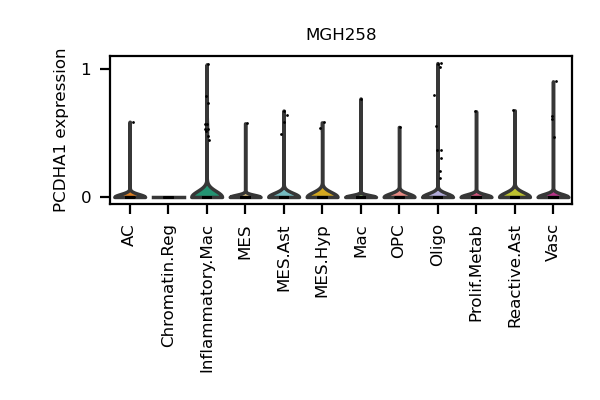 MGH258
PCDHA1 expression
1
0
AC
Chromatin.Reg
Inflammatory.Mac
MES
MES.Ast
MES.Hyp
Mac
OPC
Oligo
Prolif.Metab
Reactive.Ast
Vasc